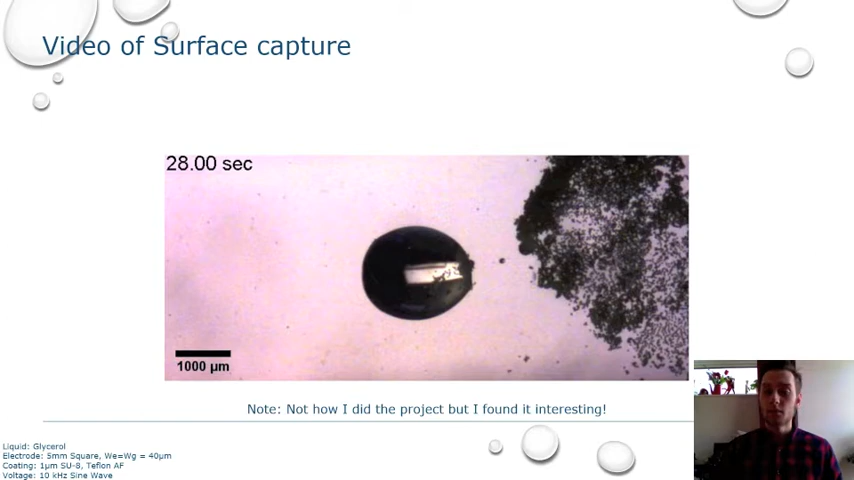 Video of Surface capture
28.00 sec
1000 µm
Note: Not how I did the project but I found it interesting!
Liquid: Glycerol
Electrode: 5mm Square, We=Wg = 40µm
Coating: 1µm SU-8, Teflon AF
Voltage: 10 kHz Sine Wave